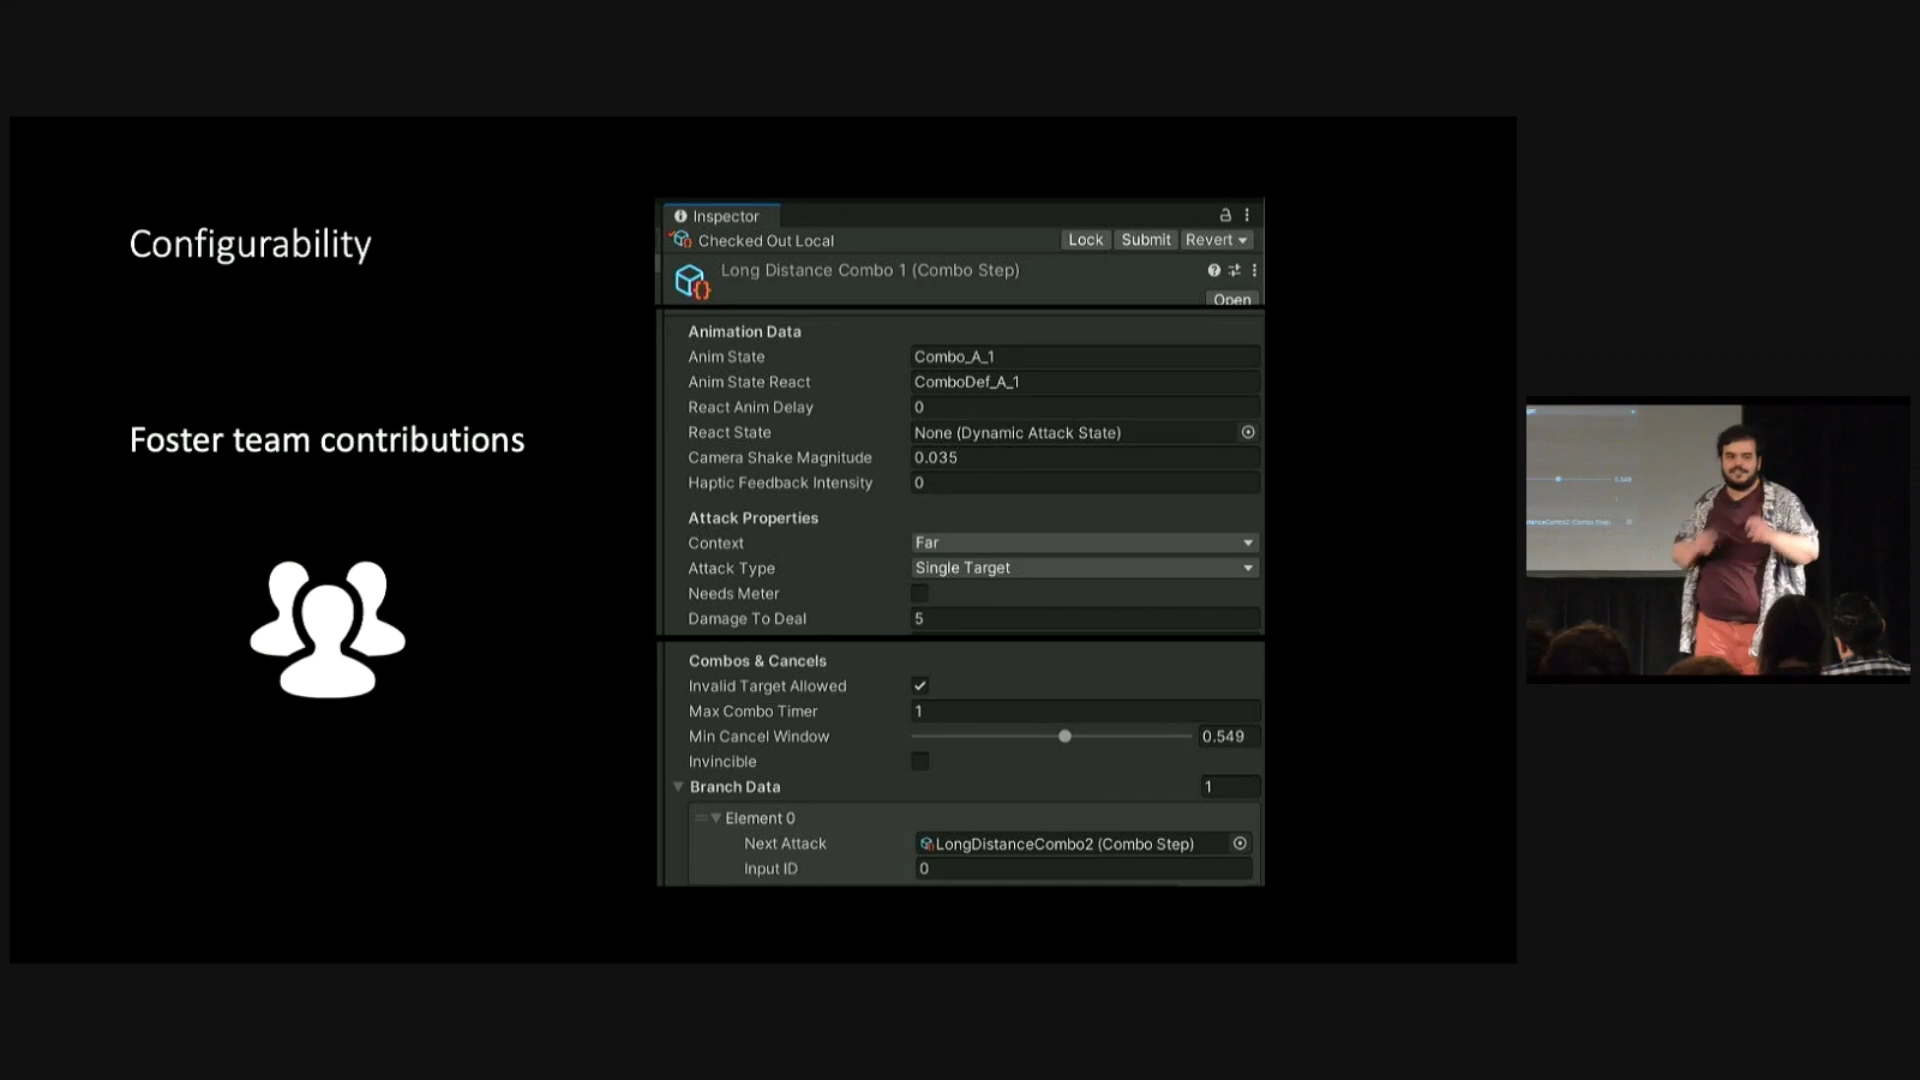 Configurability
Foster team contributions
Inspector
Checked Out Local
Lock Submit Revert
Long Distance Combo 1 (Combo Step)
Open
Animation Data
Anim State Combo_A_1
Anim State React ComboDef_A_1
React Anim Delay 0
React State None (Dynamic Attack State)
Camera Shake Magnitude 0.035
Haptic Feedback Intensity 0
Attack Properties
Context Far
Attack Type Single Target
Needs Meter
Damage To Deal 5
Combos & Cancels
Invalid Target Allowed
Max Combo Timer 1
Min Cancel Window 0.549
Invincible
Branch Data 1
Element 0
Next Attack LongDistanceCombo2 (Combo Step)
Input ID 0
0.549